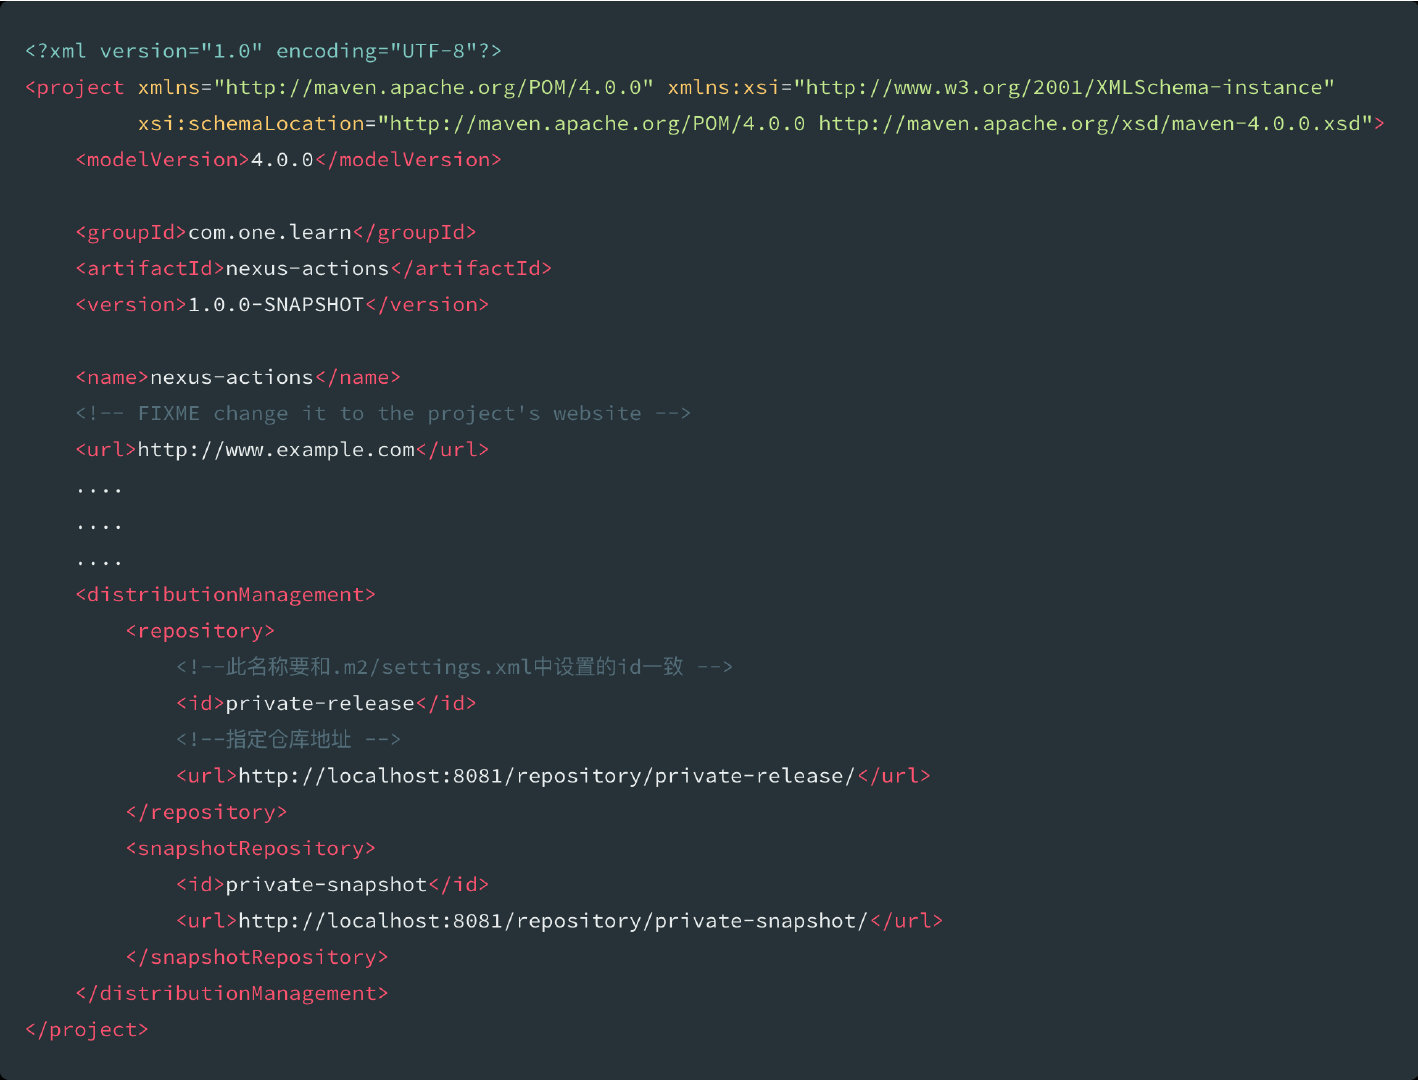 <?xml version="1.0" encoding="UTF-8"?>
<project xmlns="http://maven.apache.org/POM/4.0.0" xmlns:xsi="http://www.w3.org/2001/XMLSchema-instance"
         xsi:schemaLocation="http://maven.apache.org/POM/4.0.0 http://maven.apache.org/xsd/maven-4.0.0.xsd">
    <modelVersion>4.0.0</modelVersion>

    <groupId>com.one.learn</groupId>
    <artifactId>nexus-actions</artifactId>
    <version>1.0.0-SNAPSHOT</version>

    <name>nexus-actions</name>
    <!-- FIXME change it to the project's website -->
    <url>http://www.example.com</url>
    ....
    ....
    ....
    <distributionManagement>
        <repository>
            <!--此名称要和.m2/settings.xml中设置的id一致 -->
            <id>private-release</id>
            <!--指定仓库地址 -->
            <url>http://localhost:8081/repository/private-release/</url>
        </repository>
        <snapshotRepository>
            <id>private-snapshot</id>
            <url>http://localhost:8081/repository/private-snapshot/</url>
        </snapshotRepository>
    </distributionManagement>
</project>